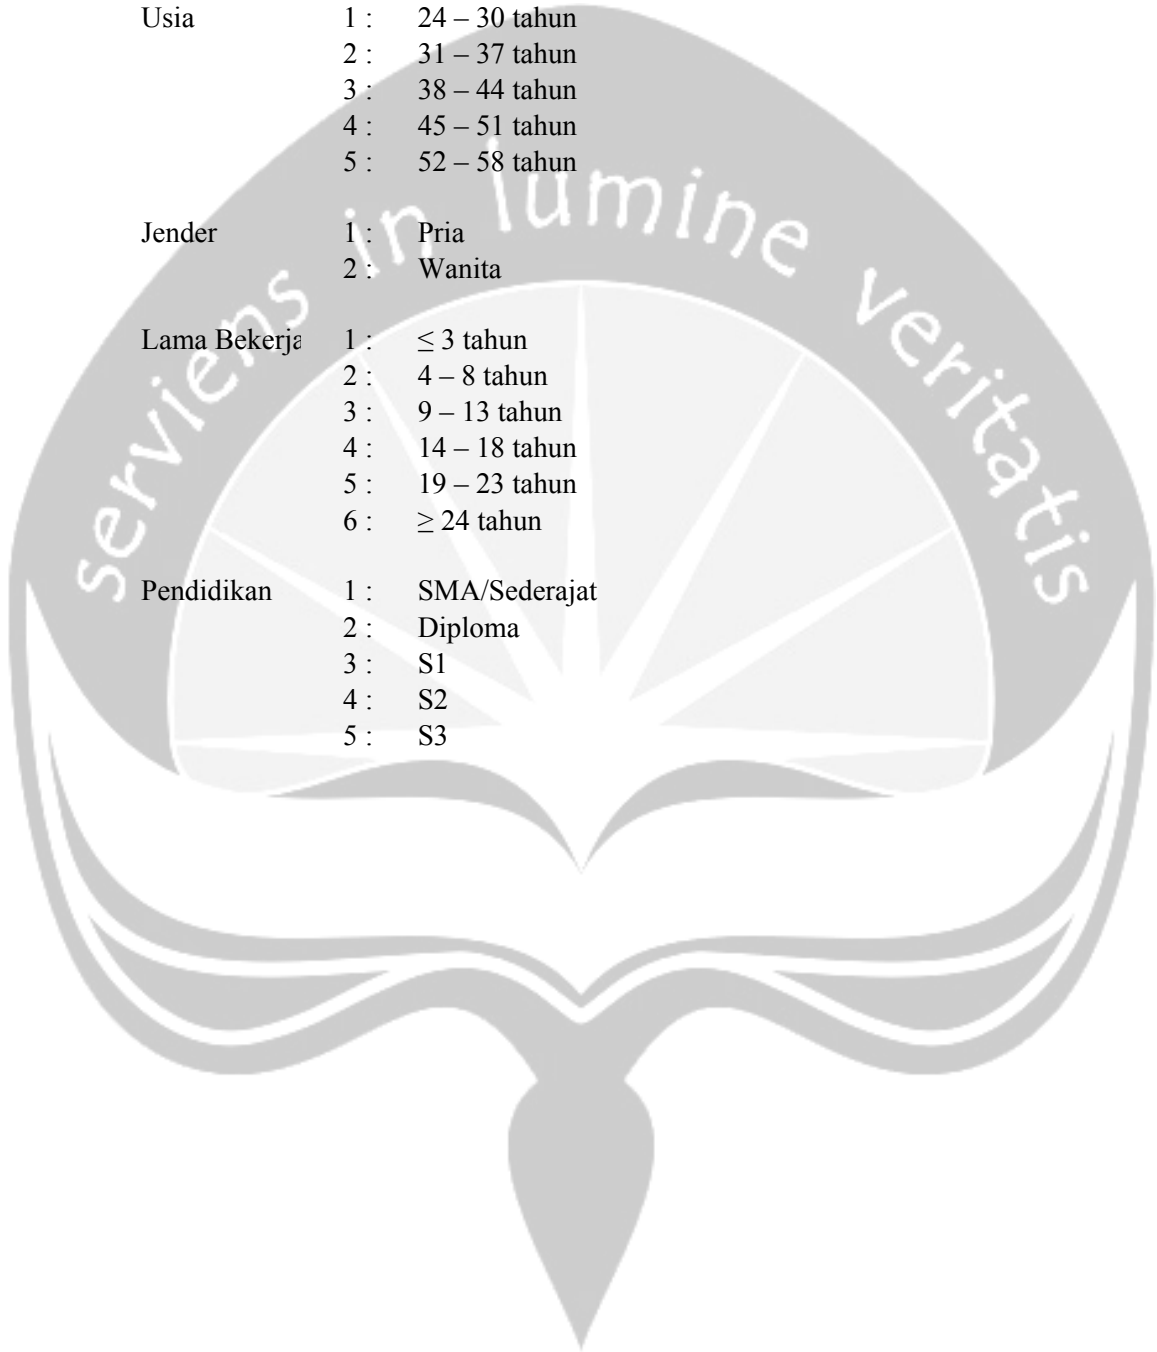 Usia 1 : 24 – 30 tahun
2 : 31 – 37 tahun
3 : 38 – 44 tahun
4 : 45 – 51 tahun
5 : 52 – 58 tahun
Jender 1 : Pria
2 : Wanita
Lama Bekerja 1 : ≤ 3 tahun
2 : 4 – 8 tahun
3 : 9 – 13 tahun
4 : 14 – 18 tahun
5 : 19 – 23 tahun
6 : ≥ 24 tahun
Pendidikan 1 : SMA/Sederajat
2 : Diploma
3 : S1
4 : S2
5 : S3
serviens in lumine veritatis